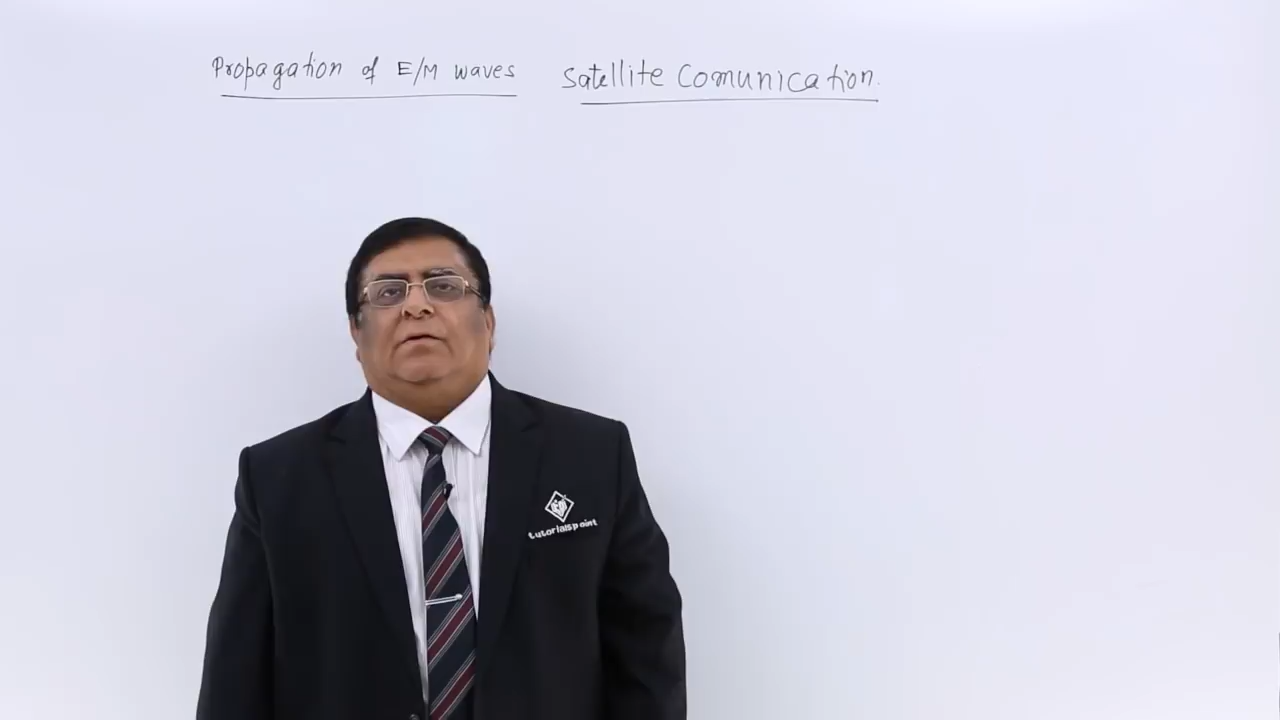 Propagation of E/M waves Satellite Comunication.
tutorialspoint